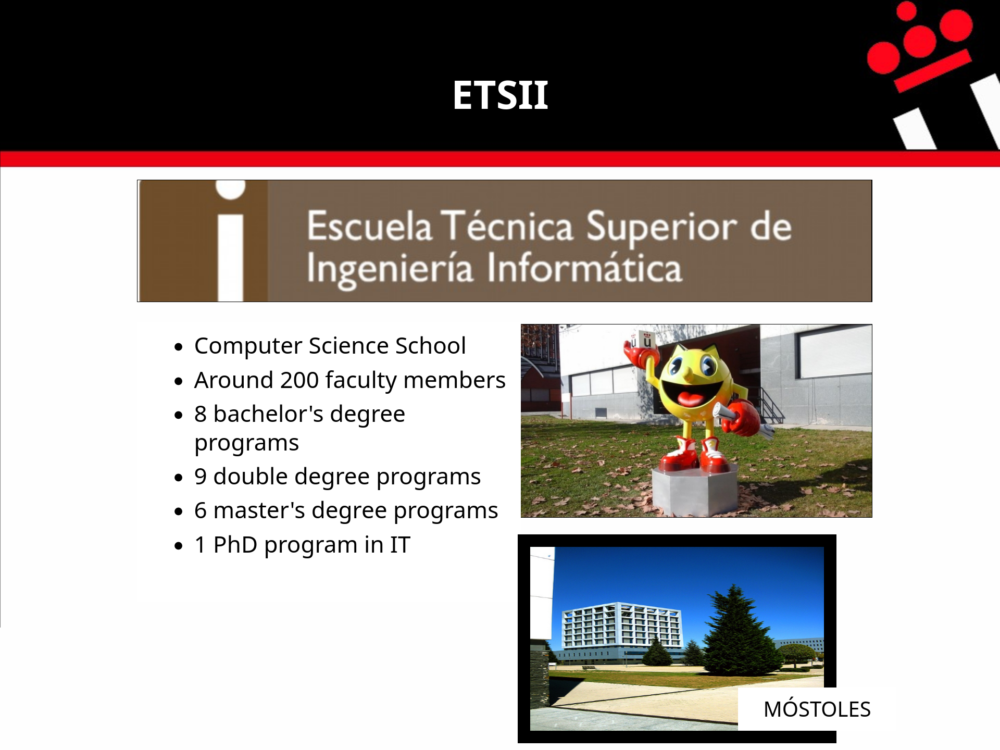 ETSII
Escuela Técnica Superior de
Ingeniería Informática
• Computer Science School
• Around 200 faculty members
• 8 bachelor's degree
programs
• 9 double degree programs
• 6 master's degree programs
• 1 PhD program in IT
ü ü
MÓSTOLES